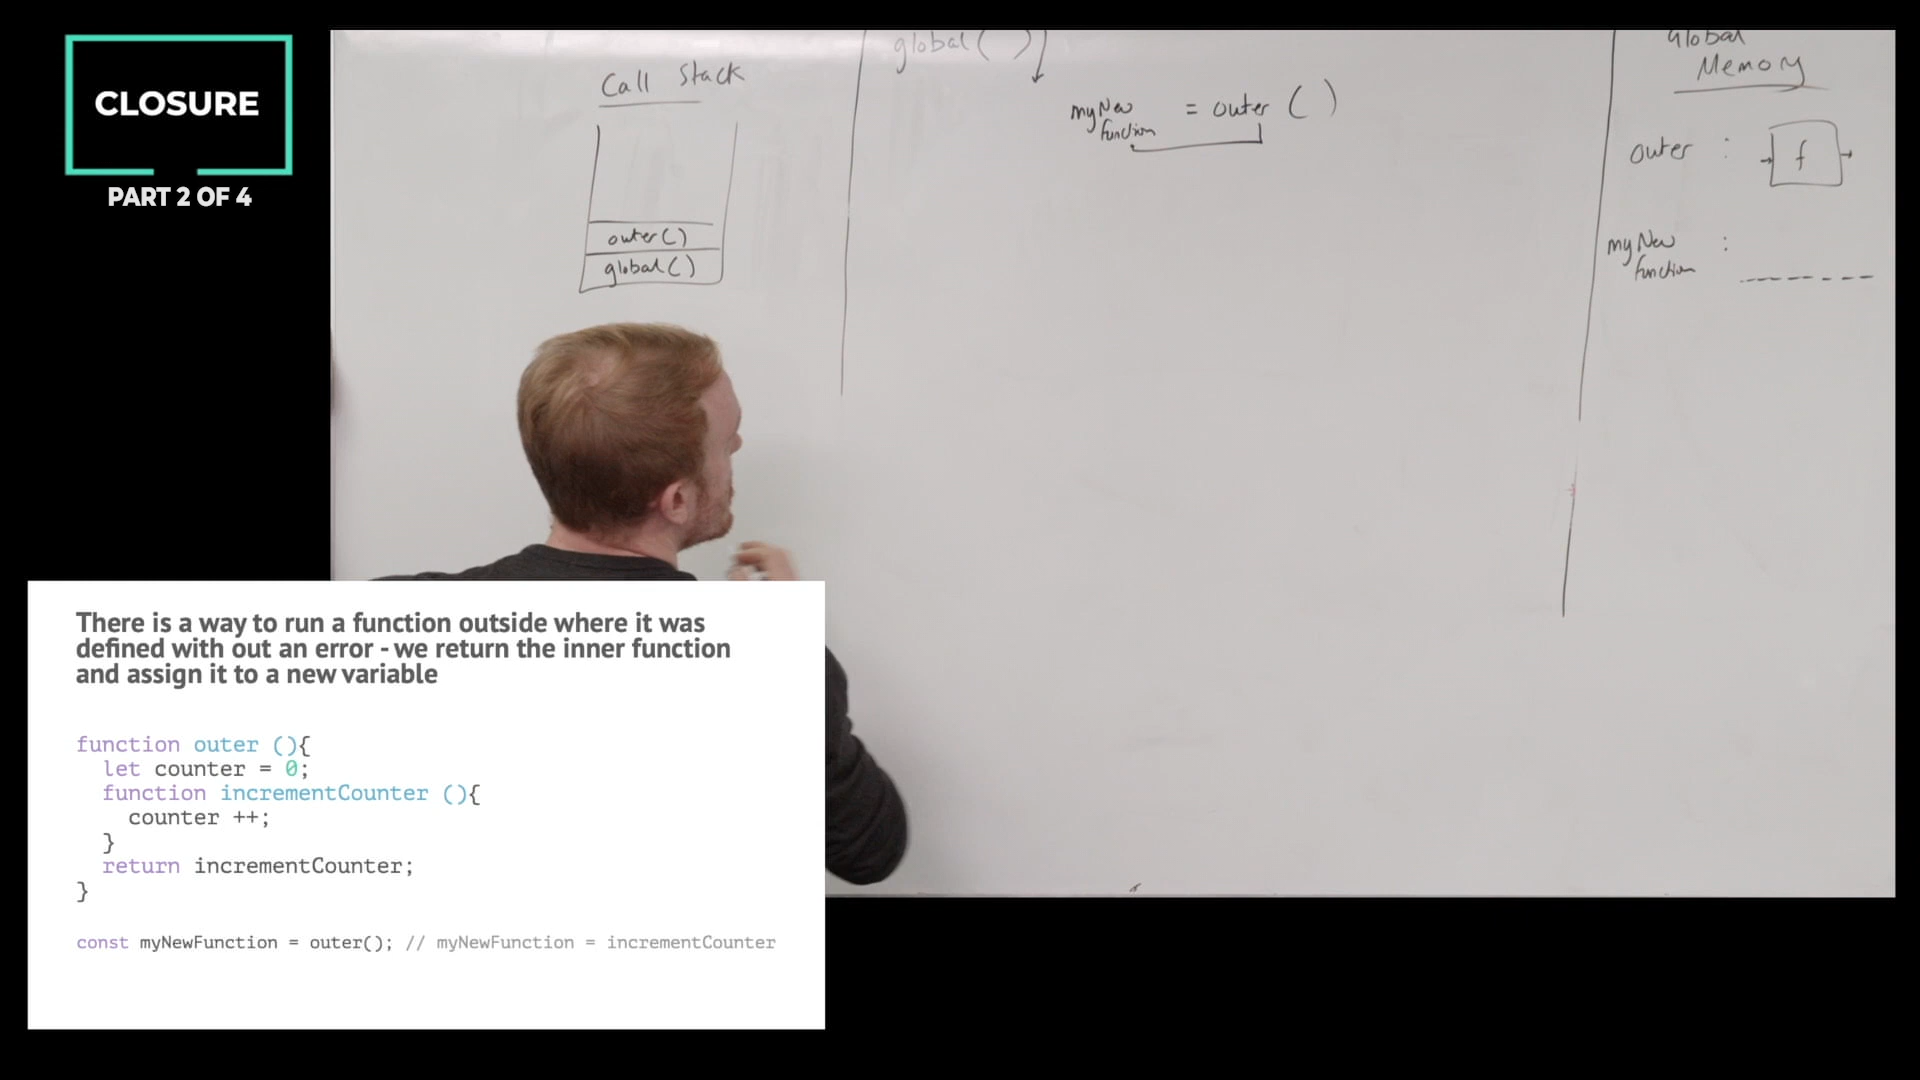 CLOSURE
PART 2 OF 4
Call Stack
outer()
global()
global( )
myNew function = outer ( )
Global
Memory
outer : f
myNew function :
There is a way to run a function outside where it was
defined with out an error - we return the inner function
and assign it to a new variable
function outer (){
let counter = 0;
function incrementCounter (){
counter ++;
}
return incrementCounter;
}
const myNewFunction = outer(); // myNewFunction = incrementCounter